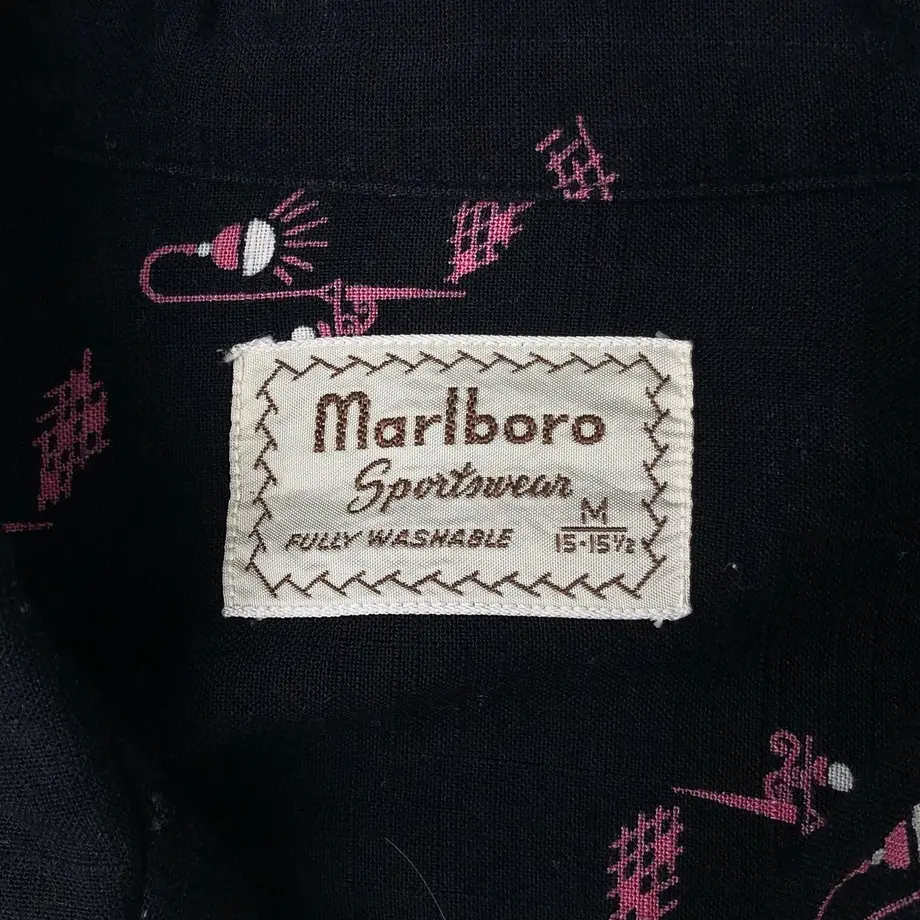 Marlboro
Sportswear
FULLY WASHABLE
M
15-15½